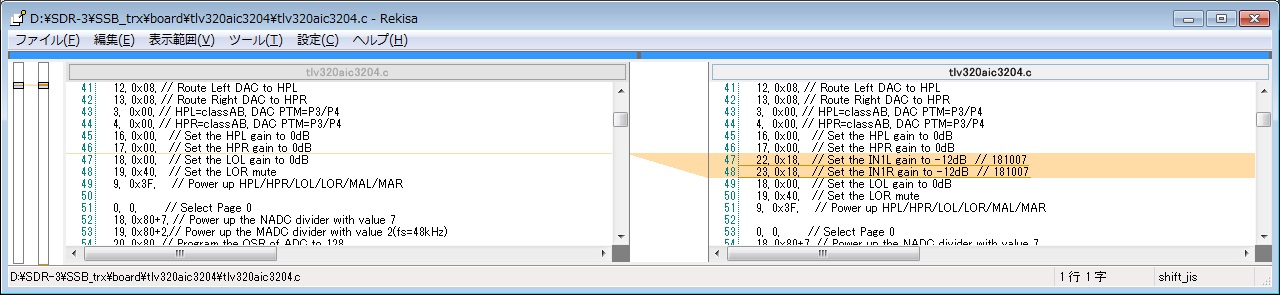 D:¥SDR-3¥SSB_trx¥board¥tlv320aic3204¥tlv320aic3204.c - Rekisa
ファイル(F) 編集(E) 表示範囲(V) ツール(T) 設定(C) ヘルプ(H)
tlv320aic3204.c
41 12, 0x08, // Route Left DAC to HPL
42 13, 0x08, // Route Right DAC to HPR
43 3, 0x00, // HPL=classAB, DAC PTM=P3/P4
44 4, 0x00, // HPR=classAB, DAC PTM=P3/P4
45 16, 0x00, // Set the HPL gain to 0dB
46 17, 0x00, // Set the HPR gain to 0dB
47 18, 0x00, // Set the LOL gain to 0dB
48 19, 0x40, // Set the LOR mute
49 9, 0x3F, // Power up HPL/HPR/LOL/LOR/MAL/MAR
50
51 0, 0, // Select Page 0
52 18, 0x80+7, // Power up the NADC divider with value 7
53 19, 0x80+2,// Power up the MADC divider with value 2(fs=48kHz)
54 20, 0x80, // Program the OSR of ADC to 128
tlv320aic3204.c
41 12, 0x08, // Route Left DAC to HPL
42 13, 0x08, // Route Right DAC to HPR
43 3, 0x00, // HPL=classAB, DAC PTM=P3/P4
44 4, 0x00, // HPR=classAB, DAC PTM=P3/P4
45 16, 0x00, // Set the HPL gain to 0dB
46 17, 0x00, // Set the HPR gain to 0dB
47 22, 0x18, // Set the IN1L gain to -12dB // 181007
48 23, 0x18, // Set the IN1R gain to -12dB // 181007
49 18, 0x00, // Set the LOL gain to 0dB
50 19, 0x40, // Set the LOR mute
51 9, 0x3F, // Power up HPL/HPR/LOL/LOR/MAL/MAR
52
53 0, 0, // Select Page 0
54 18, 0x80+7, // Power up the NADC divider with value 7
D:¥SDR-3¥SSB_trx¥board¥tlv320aic3204¥tlv320aic3204.c
1 行 1 字
shift_jis